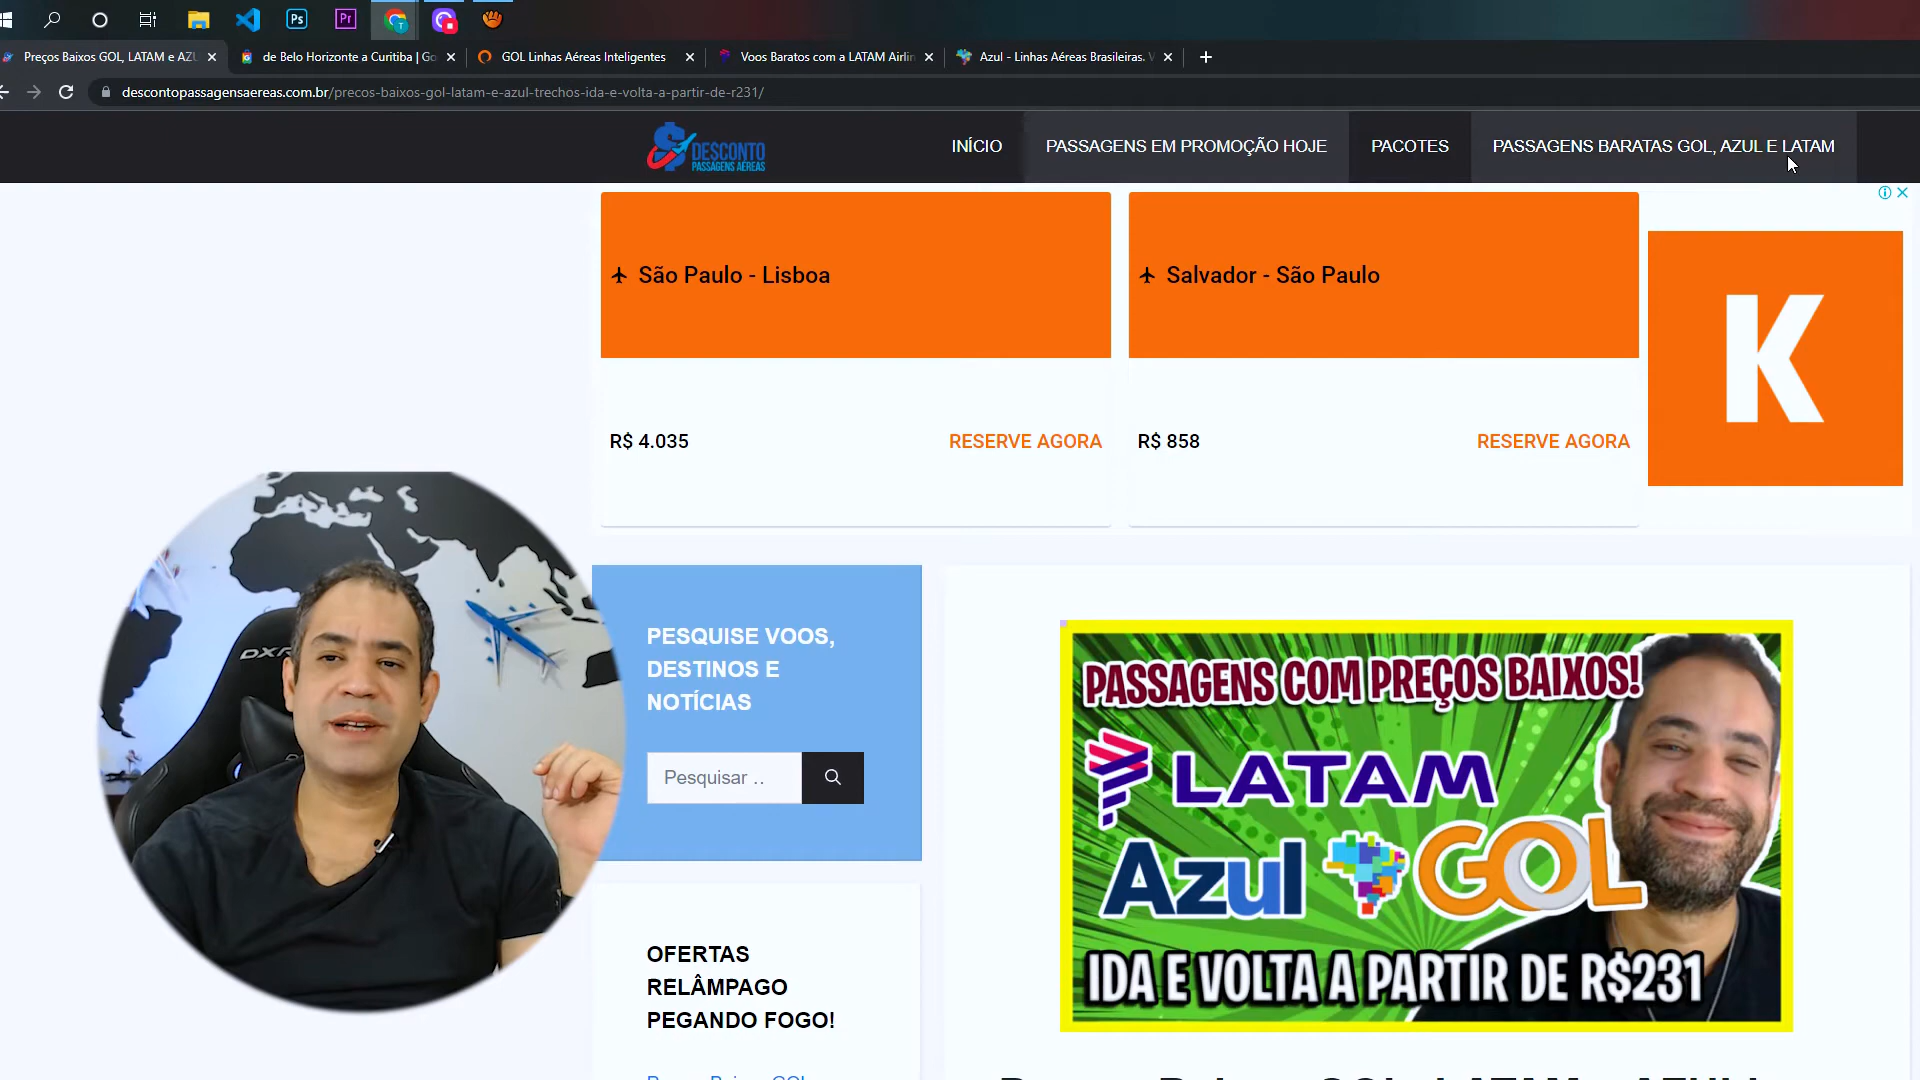 Ps
Pr
T
Preços Baixos GOL, LATAM e AZU
de Belo Horizonte a Curitiba | Go
GOL Linhas Aéreas Inteligentes
Voos Baratos com a LATAM Airlin
Azul - Linhas Aéreas Brasileiras. V
descontopassagensaereas.com.br/precos-baixos-gol-latam-e-azul-trechos-ida-e-volta-a-partir-de-r231/
DESCONTO
PASSAGENS AÉREAS
INÍCIO
PASSAGENS EM PROMOÇÃO HOJE
PACOTES
PASSAGENS BARATAS GOL, AZUL E LATAM
São Paulo - Lisboa
Salvador - São Paulo
K
R$ 4.035
RESERVE AGORA
R$ 858
RESERVE AGORA
DXR
PESQUISE VOOS,
DESTINOS E
NOTÍCIAS
Pesquisar ..
PASSAGENS COM PREÇOS BAIXOS!
LATAM
Azul
GOL
IDA E VOLTA A PARTIR DE R$231
OFERTAS
RELÂMPAGO
PEGANDO FOGO!